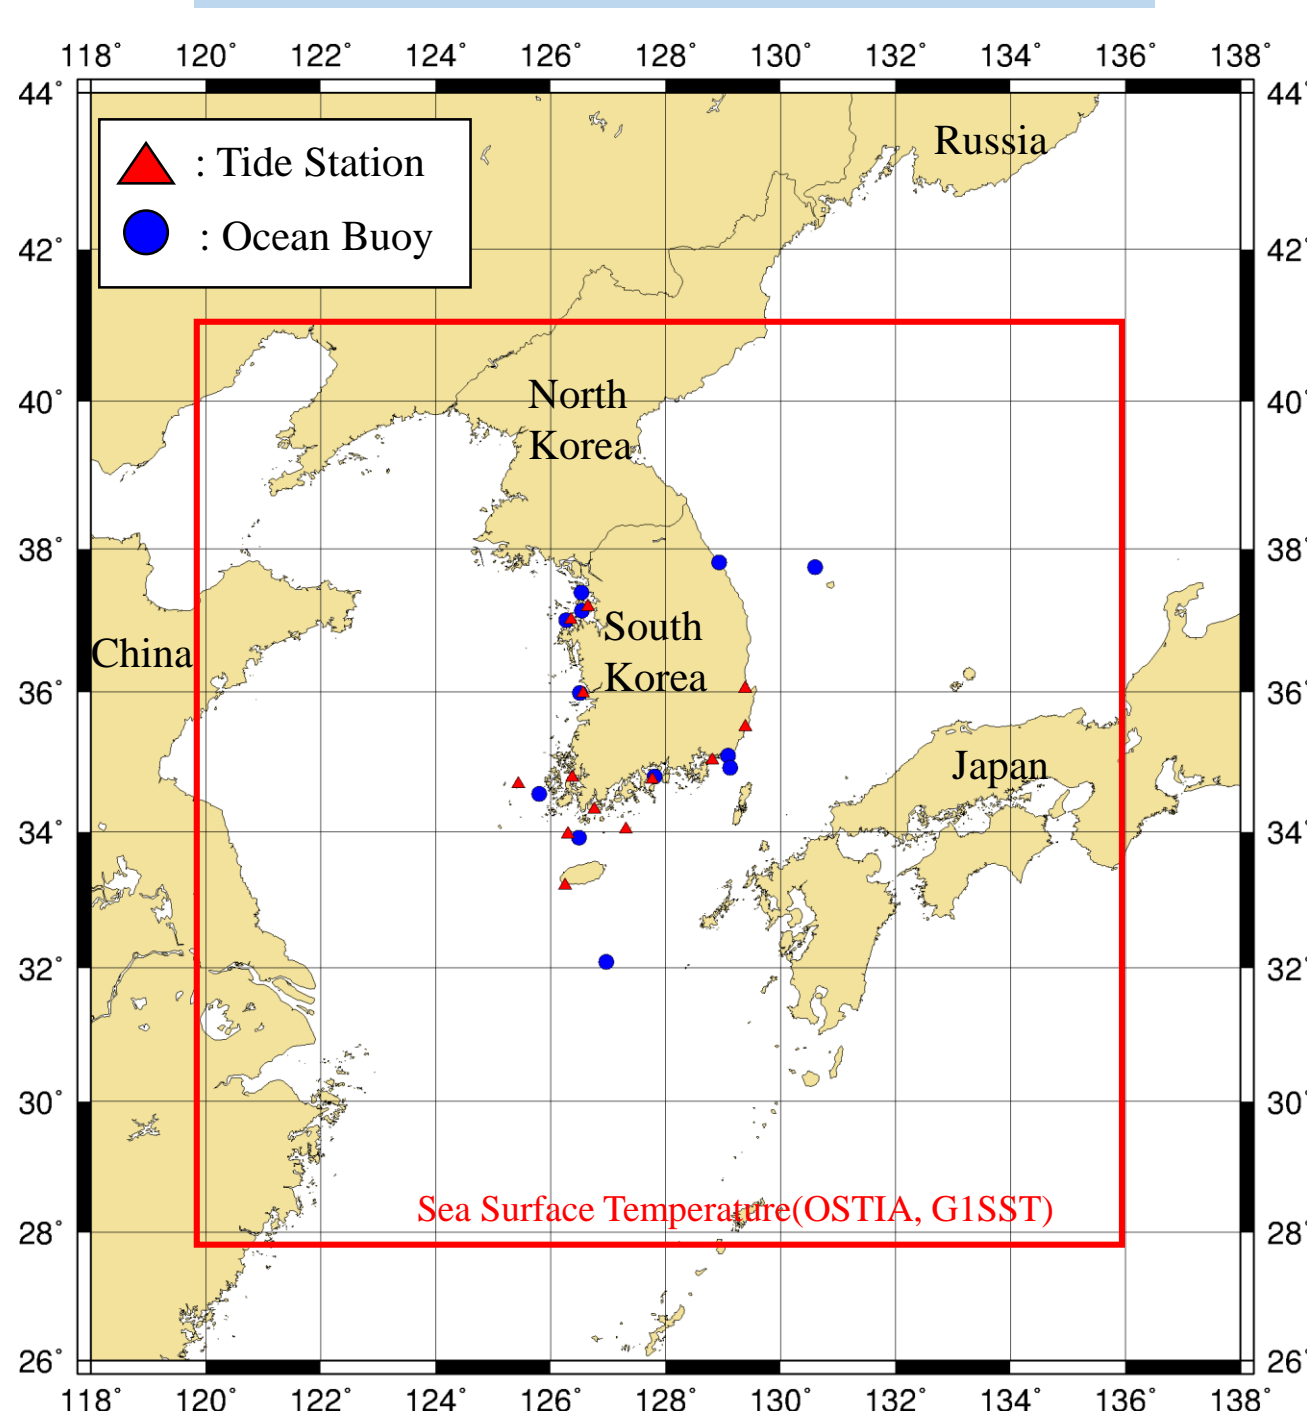 118° 120° 122° 124° 126° 128° 130° 132° 134° 136° 138°
44° 44°
Russia
: Tide Station
: Ocean Buoy
42° 42°
40° 40°
North
Korea
38° 38°
South
Korea
China
36° 36°
Japan
34° 34°
32° 32°
30° 30°
Sea Surface Temperature(OSTIA, G1SST)
28° 28°
26° 26°
118° 120° 122° 124° 126° 128° 130° 132° 134° 136° 138°